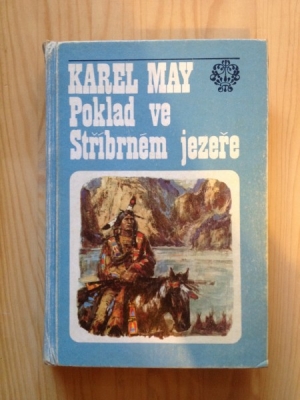 KAREL MAY
Poklad ve
Stříbrném jezeře